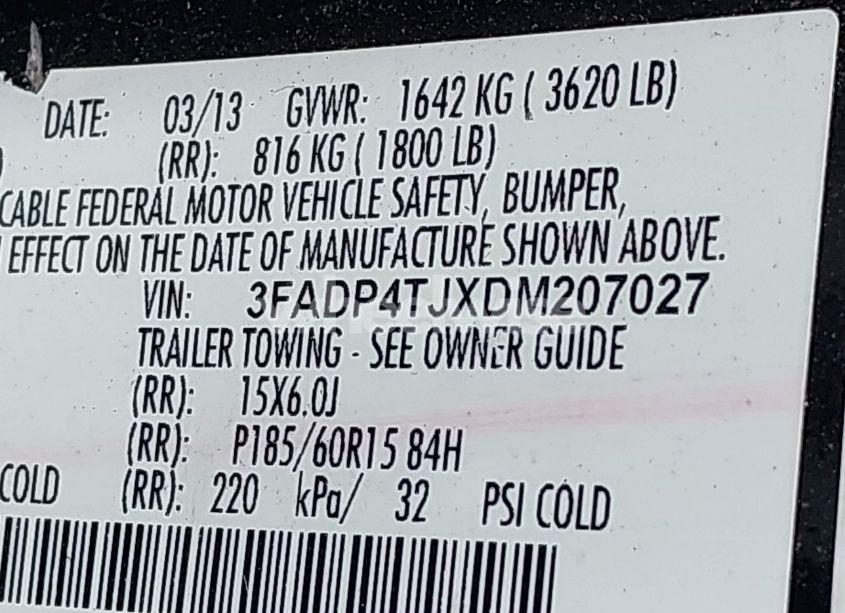 DATE: 03/13 GVWR: 1642 KG ( 3620 LB)
(RR): 816 KG ( 1800 LB)
CABLE FEDERAL MOTOR VEHICLE SAFETY, BUMPER,
EFFECT ON THE DATE OF MANUFACTURE SHOWN ABOVE.
VIN: 3FADP4TJXDM207027
TRAILER TOWING - SEE OWNER GUIDE
(RR): 15X6.0J
(RR): P185/60R15 84H
COLD (RR): 220 kPa/ 32 PSI COLD